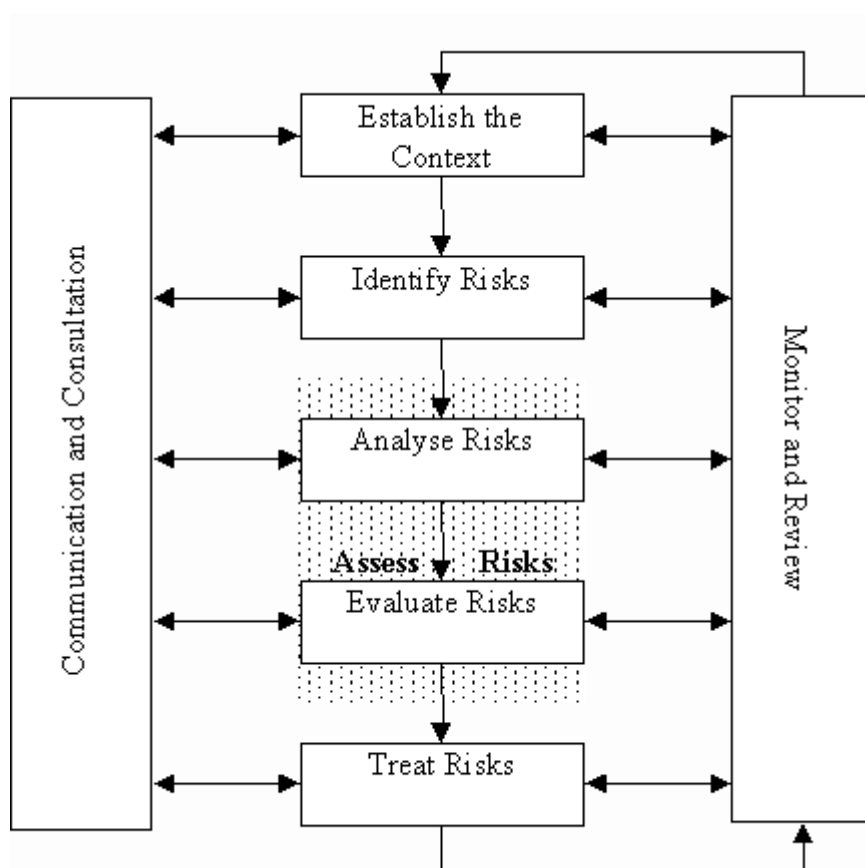 Establish the
Context
Identify Risks
Analyse Risks
Assess Risks
Evaluate Risks
Treat Risks
Communication and Consultation
Monitor and Review